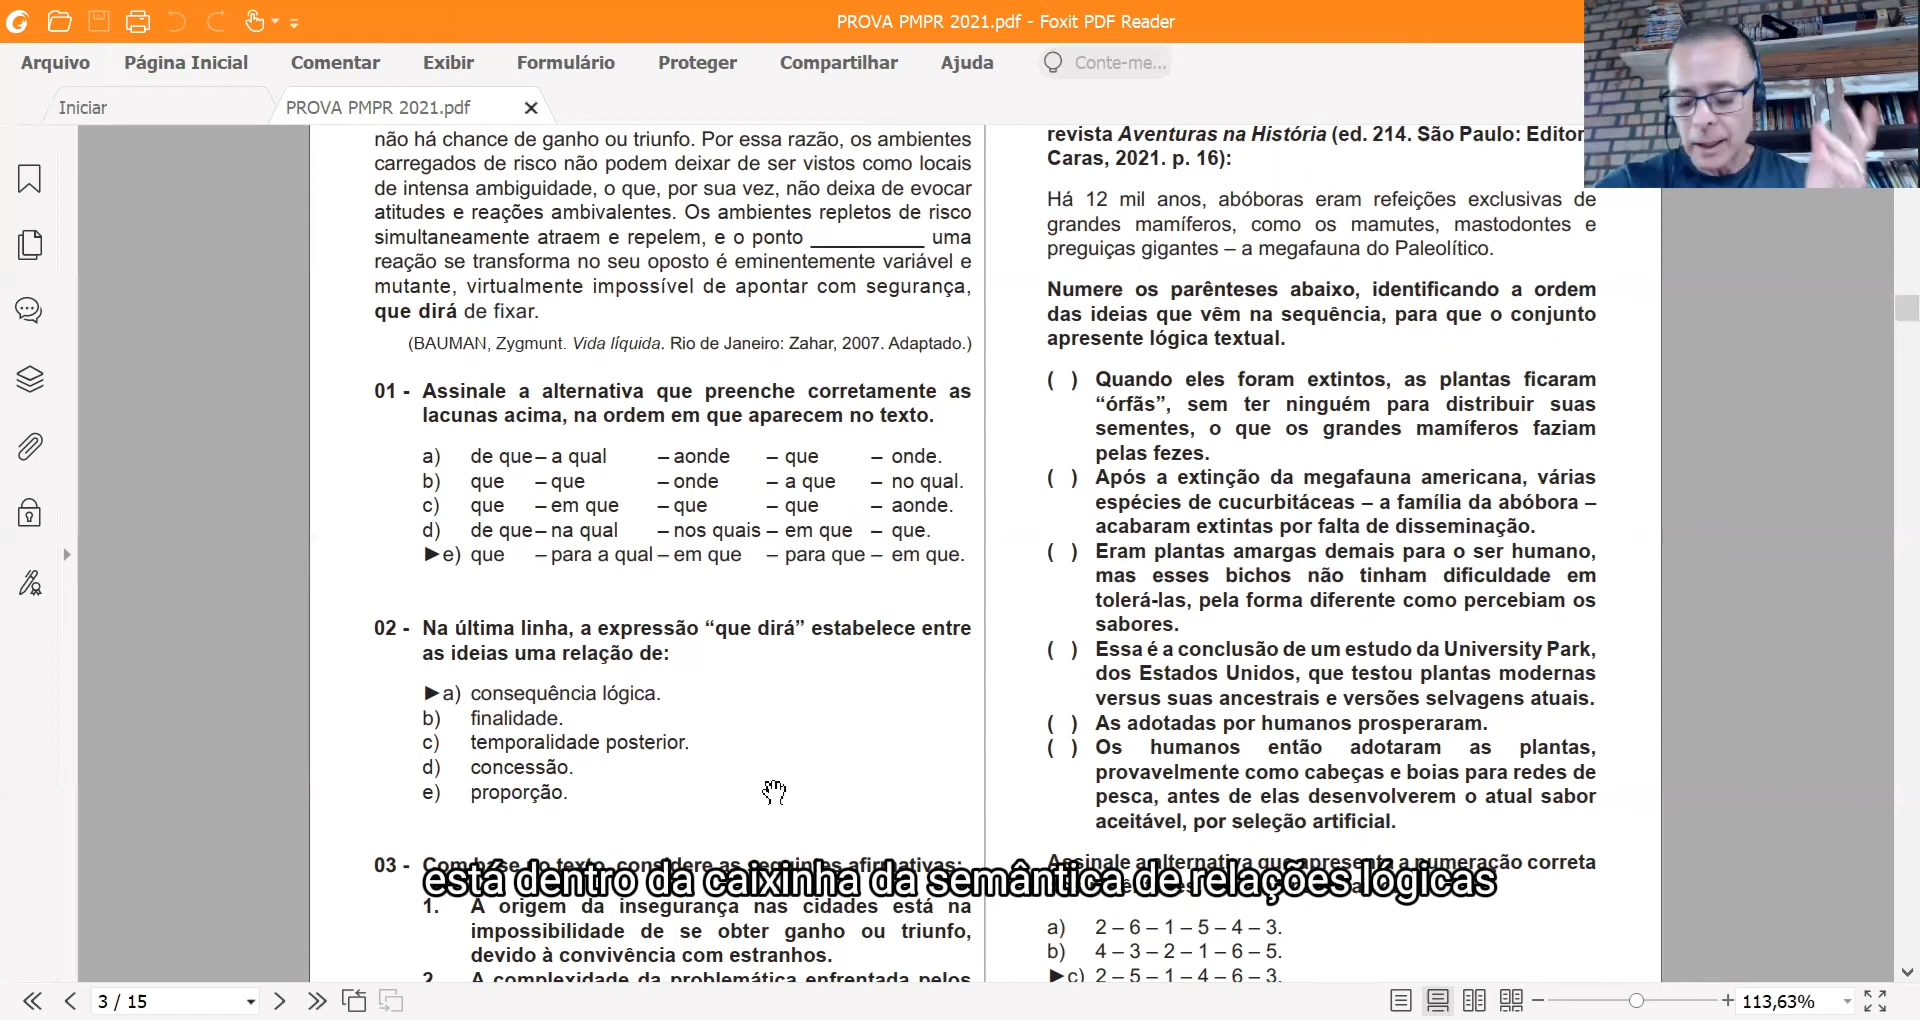 PROVA PMPR 2021.pdf - Foxit PDF Reader
Arquivo Página Inicial Comentar Exibir Formulário Proteger Compartilhar Ajuda Conte-me...
Iniciar
PROVA PMPR 2021.pdf
não há chance de ganho ou triunfo. Por essa razão, os ambientes
carregados de risco não podem deixar de ser vistos como locais
de intensa ambiguidade, o que, por sua vez, não deixa de evocar
atitudes e reações ambivalentes. Os ambientes repletos de risco
simultaneamente atraem e repelem, e o ponto __________ uma
reação se transforma no seu oposto é eminentemente variável e
mutante, virtualmente impossível de apontar com segurança,
que dirá de fixar.
(BAUMAN, Zygmunt. Vida líquida. Rio de Janeiro: Zahar, 2007. Adaptado.)
01 - Assinale a alternativa que preenche corretamente as
lacunas acima, na ordem em que aparecem no texto.
a) de que – a qual – aonde – que – onde.
b) que – que – onde – a que – no qual.
c) que – em que – que – que – aonde.
d) de que – na qual – nos quais – em que – que.
►e) que – para a qual – em que – para que – em que.
02 - Na última linha, a expressão “que dirá” estabelece entre
as ideias uma relação de:
►a) consequência lógica.
b) finalidade.
c) temporalidade posterior.
d) concessão.
e) proporção.
03 - Com base no texto, considere as seguintes afirmativas:
1. A origem da insegurança nas cidades está na
impossibilidade de se obter ganho ou triunfo,
devido à convivência com estranhos.
2. A complexidade da problemática enfrentada pelos
revista Aventuras na História (ed. 214. São Paulo: Editor
Caras, 2021. p. 16):
Há 12 mil anos, abóboras eram refeições exclusivas de
grandes mamíferos, como os mamutes, mastodontes e
preguiças gigantes – a megafauna do Paleolítico.
Numere os parênteses abaixo, identificando a ordem
das ideias que vêm na sequência, para que o conjunto
apresente lógica textual.
( ) Quando eles foram extintos, as plantas ficaram
“órfãs”, sem ter ninguém para distribuir suas
sementes, o que os grandes mamíferos faziam
pelas fezes.
( ) Após a extinção da megafauna americana, várias
espécies de cucurbitáceas – a família da abóbora –
acabaram extintas por falta de disseminação.
( ) Eram plantas amargas demais para o ser humano,
mas esses bichos não tinham dificuldade em
tolerá-las, pela forma diferente como percebiam os
sabores.
( ) Essa é a conclusão de um estudo da University Park,
dos Estados Unidos, que testou plantas modernas
versus suas ancestrais e versões selvagens atuais.
( ) As adotadas por humanos prosperaram.
( ) Os humanos então adotaram as plantas,
provavelmente como cabeças e boias para redes de
pesca, antes de elas desenvolverem o atual sabor
aceitável, por seleção artificial.
Assinale a alternativa que apresenta a numeração correta
a) 2 – 6 – 1 – 5 – 4 – 3.
b) 4 – 3 – 2 – 1 – 6 – 5.
►c) 2 – 5 – 1 – 4 – 6 – 3.
está dentro da caixinha da semântica de relações lógicas
3 / 15
113,63%